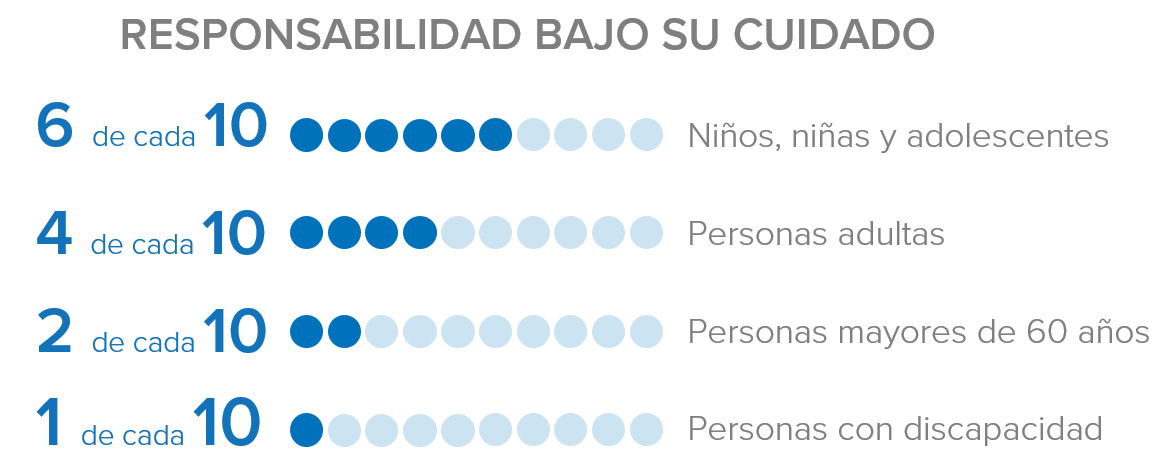 RESPONSABILIDAD BAJO SU CUIDADO
6 de cada 10 Niños, niñas y adolescentes
4 de cada 10 Personas adultas
2 de cada 10 Personas mayores de 60 años
1 de cada 10 Personas con discapacidad